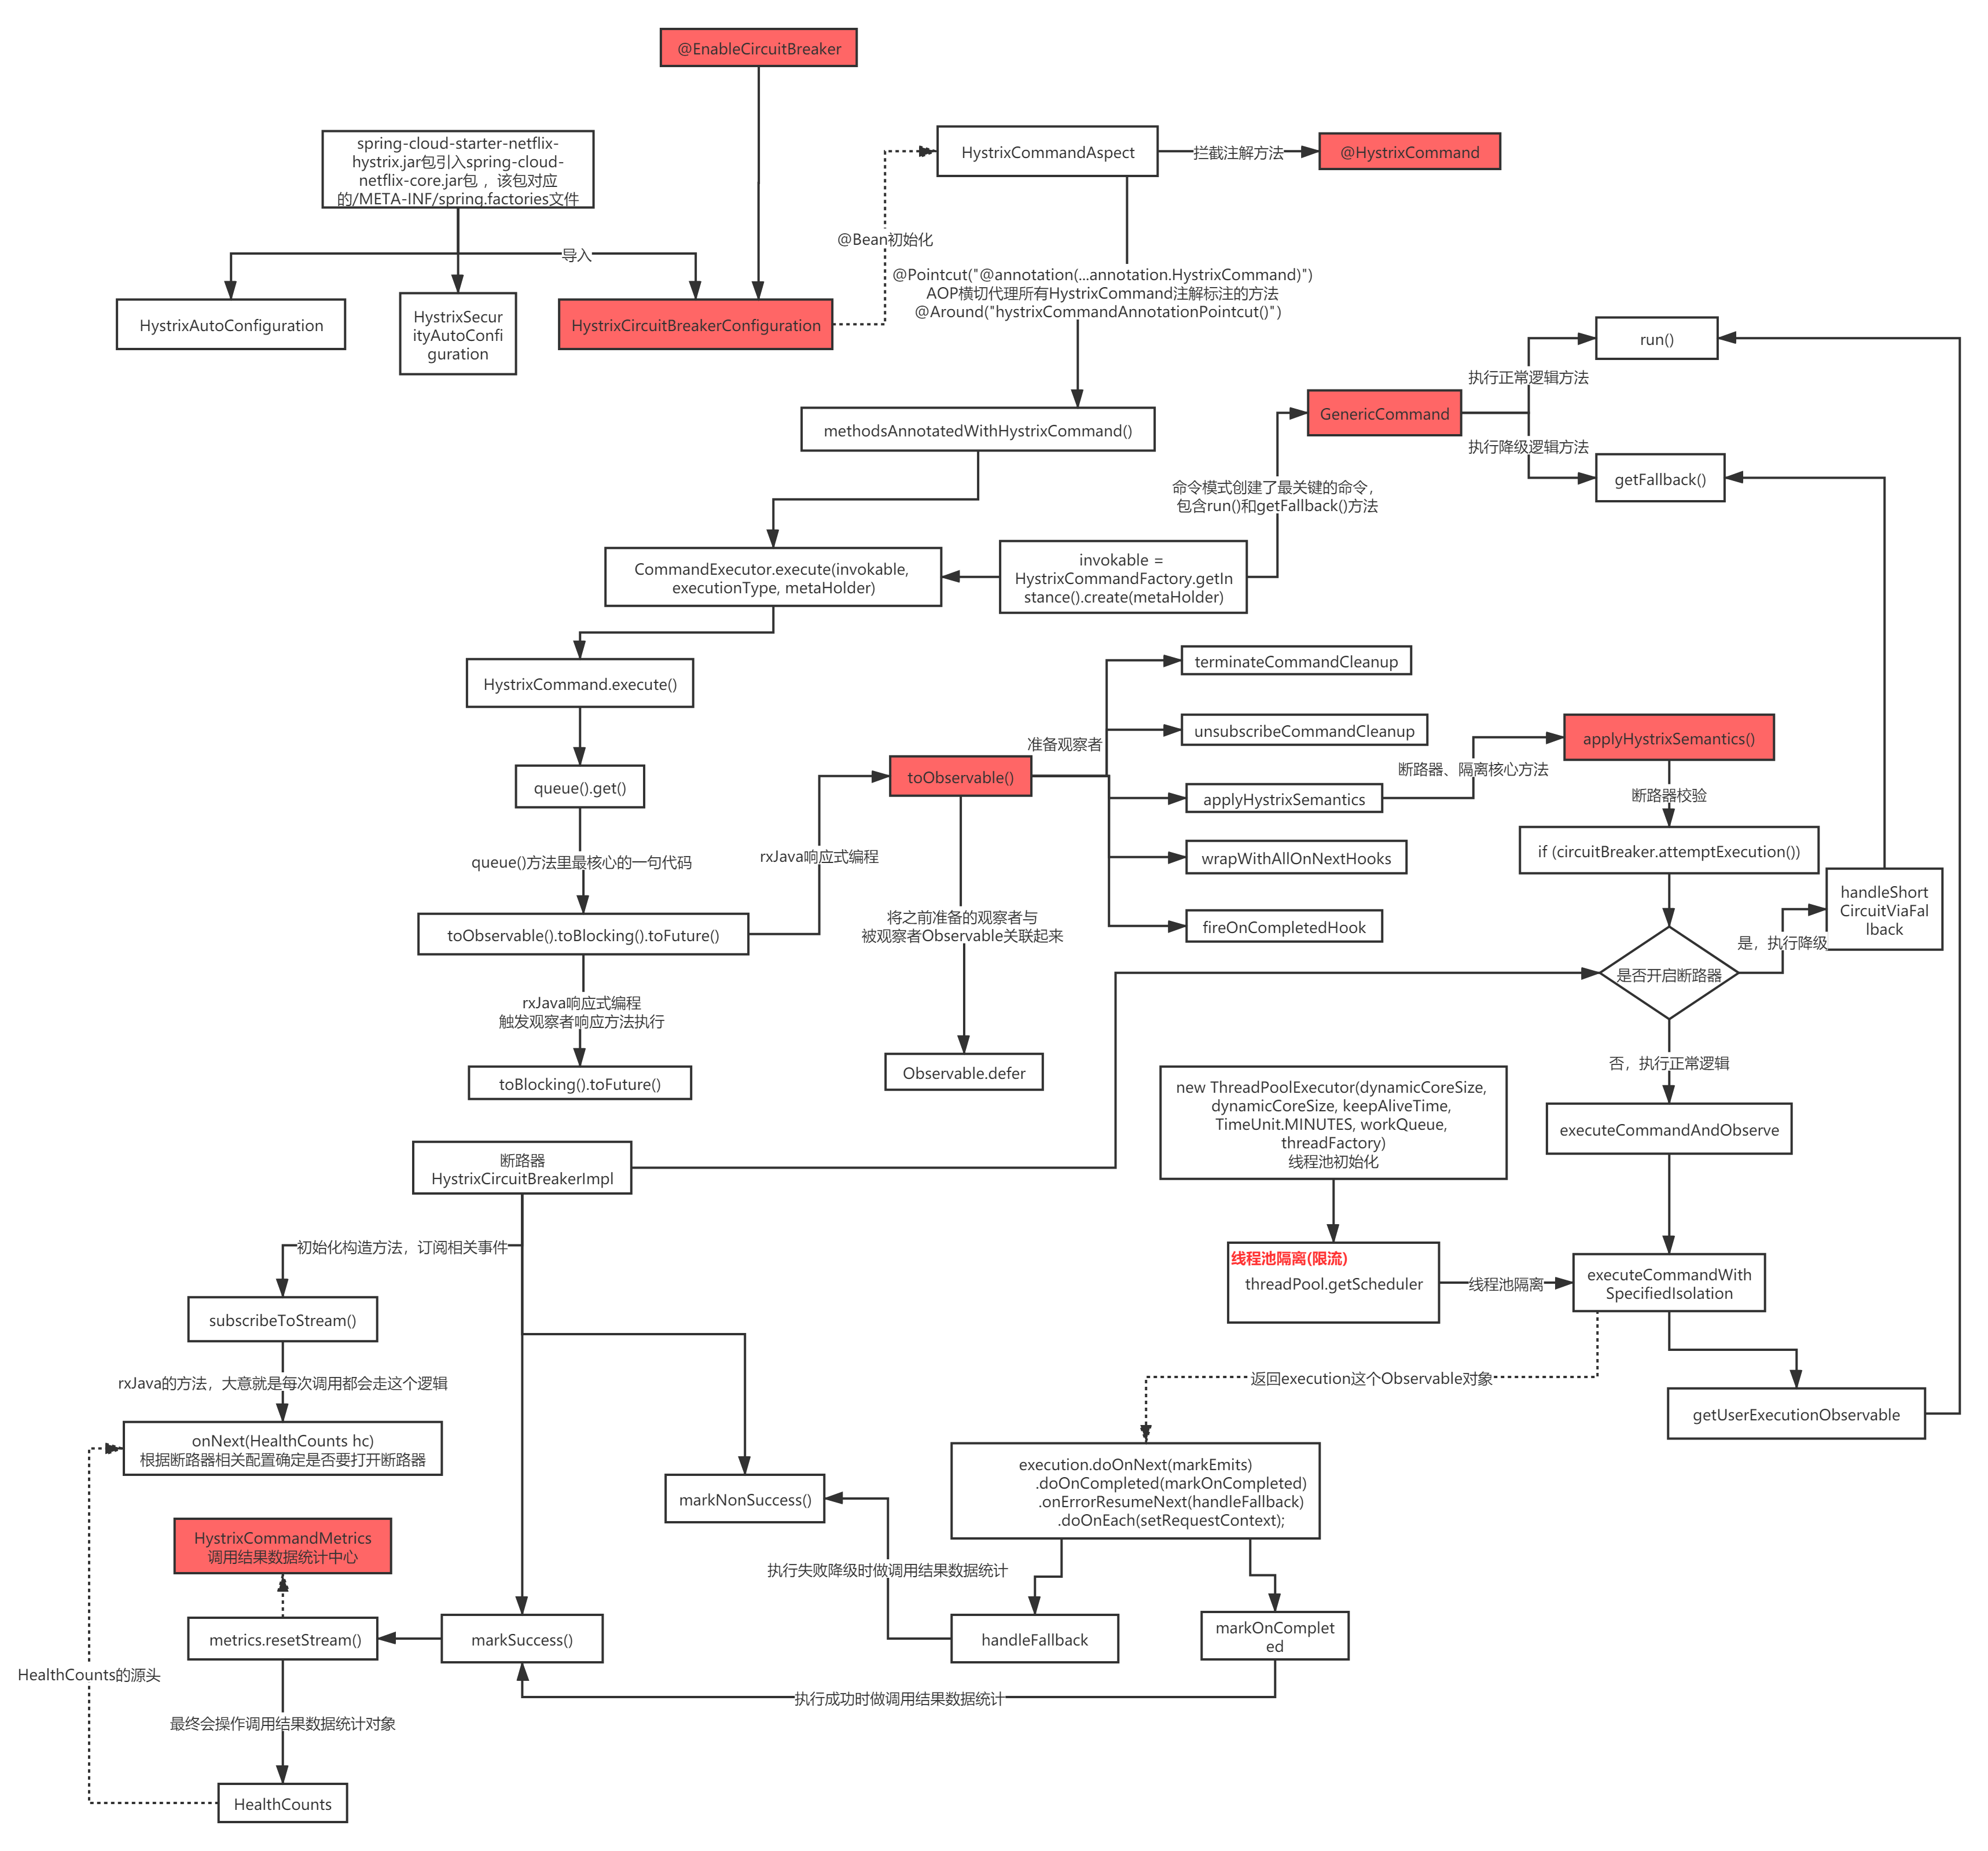 @EnableCircuitBreaker
spring-cloud-starter-netflix-
hystrix.jar包引入spring-cloud-
netflix-core.jar包 ，该包对应
的/META-INF/spring.factories文件
HystrixCommandAspect
拦截注解方法
@HystrixCommand
@Bean初始化
导入
HystrixAutoConfiguration
HystrixSecur
ityAutoConfi
guration
HystrixCircuitBreakerConfiguration
@Pointcut("@annotation(...annotation.HystrixCommand)")
AOP横切代理所有HystrixCommand注解标注的方法
@Around("hystrixCommandAnnotationPointcut()")
run()
执行正常逻辑方法
GenericCommand
执行降级逻辑方法
getFallback()
methodsAnnotatedWithHystrixCommand()
命令模式创建了最关键的命令，
包含run()和getFallback()方法
CommandExecutor.execute(invokable,
executionType, metaHolder)
invokable =
HystrixCommandFactory.getIn
stance().create(metaHolder)
HystrixCommand.execute()
terminateCommandCleanup
unsubscribeCommandCleanup
准备观察者
applyHystrixSemantics()
断路器、隔离核心方法
queue().get()
toObservable()
applyHystrixSemantics
断路器校验
queue()方法里最核心的一句代码
rxJava响应式编程
wrapWithAllOnNextHooks
if (circuitBreaker.attemptExecution())
handleShort
CircuitViaFal
lback
toObservable().toBlocking().toFuture()
将之前准备的观察者与
被观察者Observable关联起来
fireOnCompletedHook
是，执行降级
是否开启断路器
rxJava响应式编程
触发观察者响应方法执行
toBlocking().toFuture()
Observable.defer
否，执行正常逻辑
new ThreadPoolExecutor(dynamicCoreSize,
dynamicCoreSize, keepAliveTime,
TimeUnit.MINUTES, workQueue,
threadFactory)
线程池初始化
executeCommandAndObserve
断路器
HystrixCircuitBreakerImpl
初始化构造方法，订阅相关事件
线程池隔离(限流)
threadPool.getScheduler
线程池隔离
executeCommandWith
SpecifiedIsolation
subscribeToStream()
rxJava的方法，大意就是每次调用都会走这个逻辑
返回execution这个Observable对象
getUserExecutionObservable
onNext(HealthCounts hc)
根据断路器相关配置确定是否要打开断路器
markNonSuccess()
execution.doOnNext(markEmits)
.doOnCompleted(markOnCompleted)
.onErrorResumeNext(handleFallback)
.doOnEach(setRequestContext);
HystrixCommandMetrics
调用结果数据统计中心
执行失败降级时做调用结果数据统计
metrics.resetStream()
markSuccess()
handleFallback
markOnComplet
ed
HealthCounts的源头
执行成功时做调用结果数据统计
最终会操作调用结果数据统计对象
HealthCounts